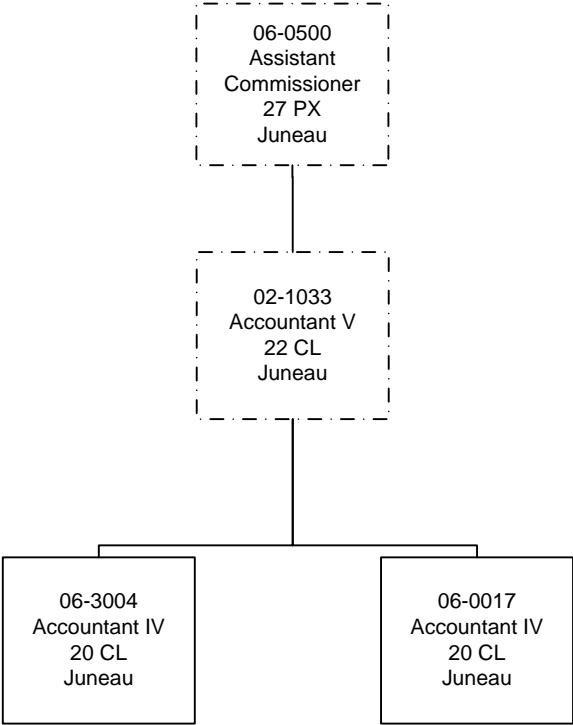 06-0500
Assistant
Commissioner
27 PX
Juneau
02-1033
Accountant V
22 CL
Juneau
06-3004
Accountant IV
20 CL
Juneau
06-0017
Accountant IV
20 CL
Juneau